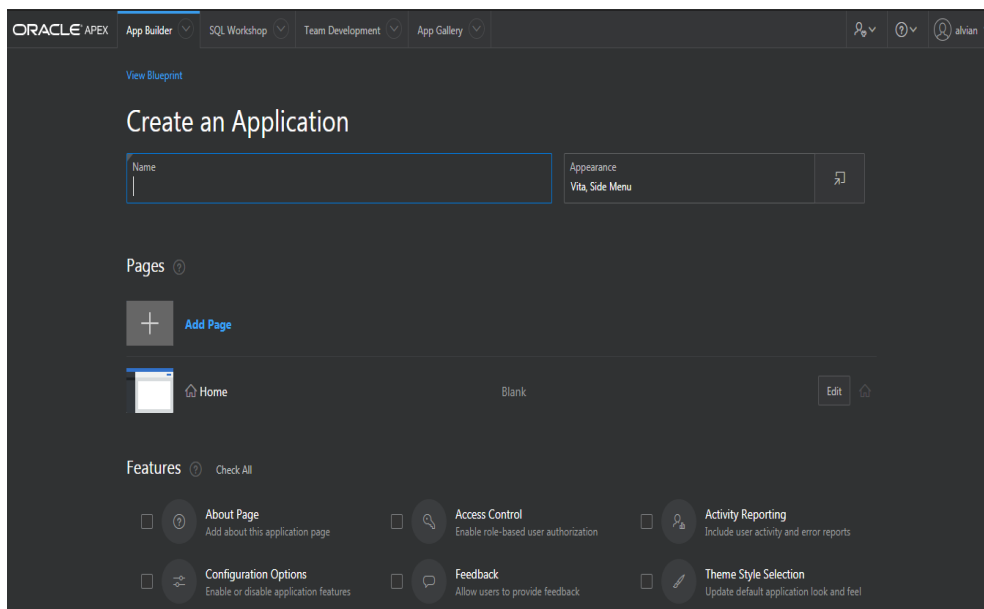 ORACLE APEX App Builder SQL Workshop Team Development App Gallery alvian
View Blueprint
Create an Application
Name
Appearance
Vita, Side Menu
Pages
Add Page
Home Blank Edit
Features Check All
About Page
Add about this application page
Access Control
Enable role-based user authorization
Activity Reporting
Include user activity and error reports
Configuration Options
Enable or disable application features
Feedback
Allow users to provide feedback
Theme Style Selection
Update default application look and feel